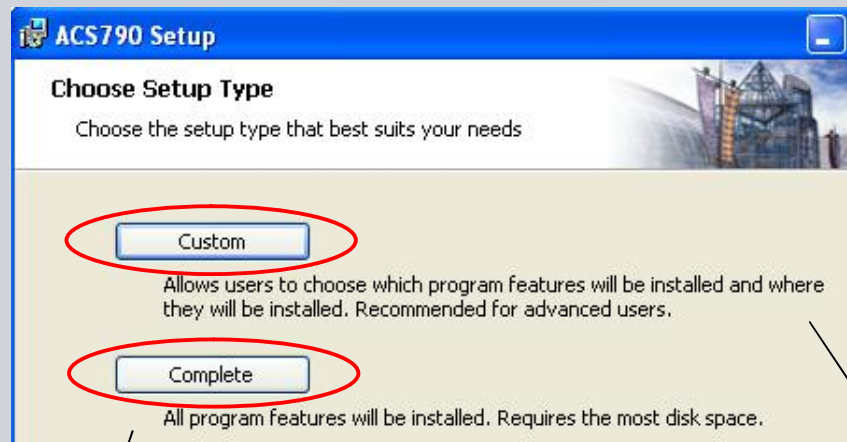 ACS790 Setup
Choose Setup Type
Choose the setup type that best suits your needs
Custom
Allows users to choose which program features will be installed and where
they will be installed. Recommended for advanced users.
Complete
All program features will be installed. Requires the most disk space.